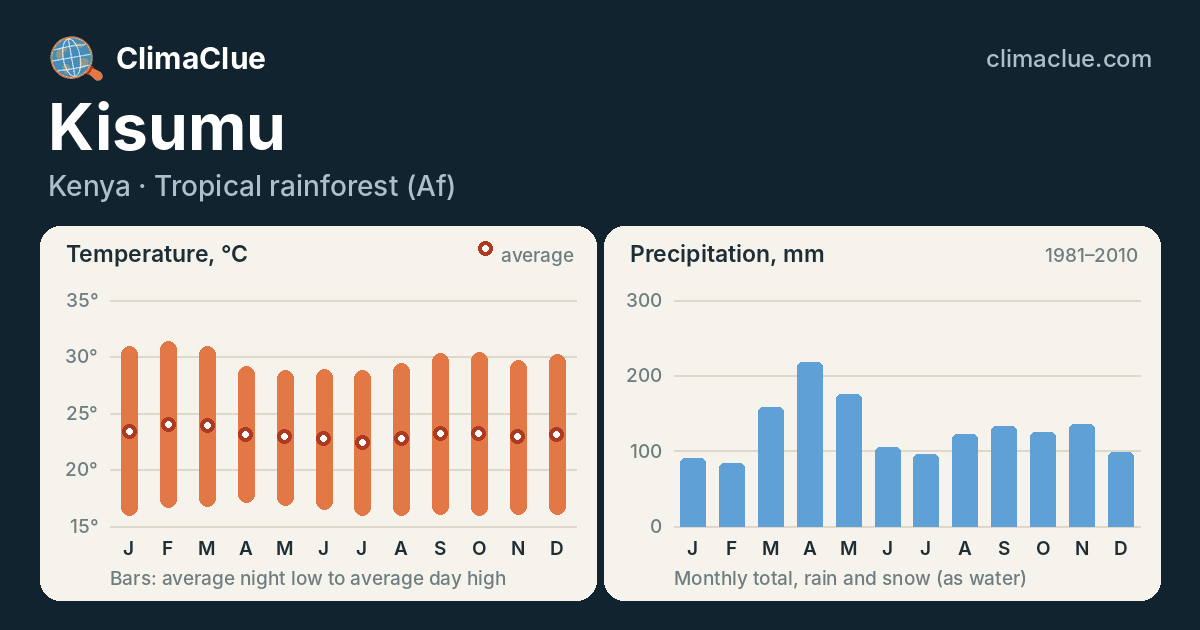 ClimaClue
climaclue.com
Kisumu
Kenya · Tropical rainforest (Af)
Temperature, °C
average
35°
30°
25°
20°
15°
J F M A M J J A S O N D
Bars: average night low to average day high
Precipitation, mm
1981–2010
300
200
100
0
J F M A M J J A S O N D
Monthly total, rain and snow (as water)